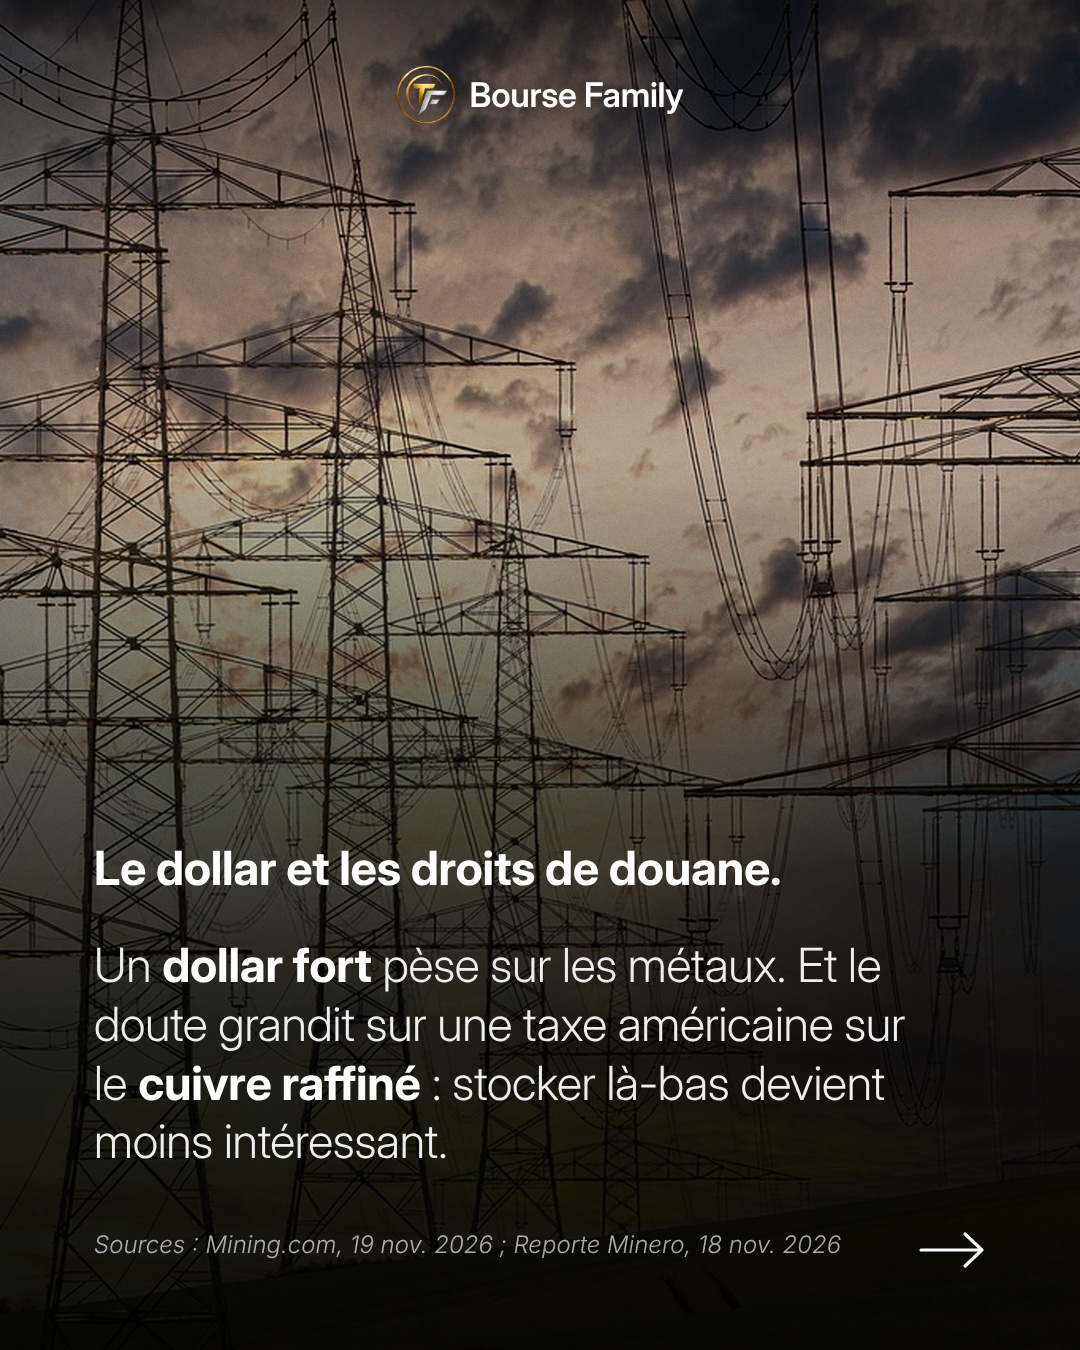 Bourse Family
Le dollar et les droits de douane.
Un dollar fort pèse sur les métaux. Et le
doute grandit sur une taxe américaine sur
le cuivre raffiné : stocker là-bas devient
moins intéressant.
Sources : Mining.com, 19 nov. 2026 ; Reporte Minero, 18 nov. 2026